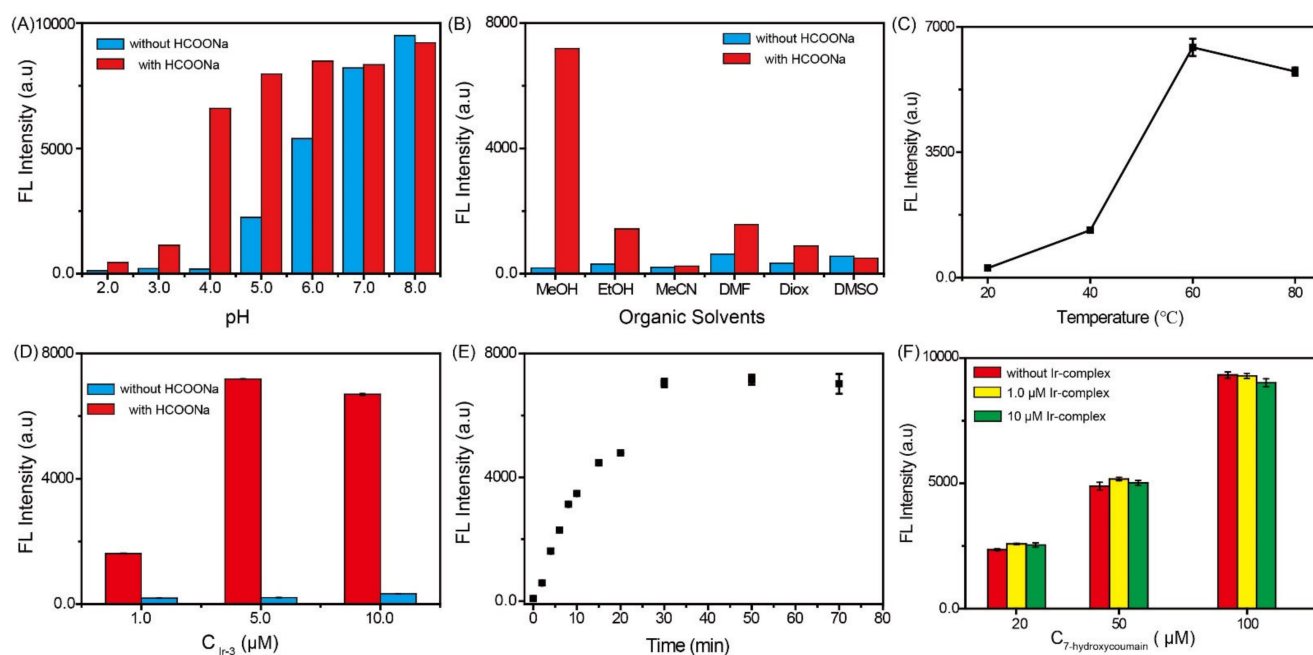 (A)
10000
5000
0.0
FL Intensity (a.u)
without HCOONa
with HCOONa
2.0 3.0 4.0 5.0 6.0 7.0 8.0
pH
(B)
8000
4000
0.0
FL Intensity (a.u)
without HCOONa
with HCOONa
MeOH EtOH MeCN DMF Diox DMSO
Organic Solvents
(C)
7000
3500
0.0
FL Intensity (a.u)
20 40 60 80
Temperature (°C)
(D)
8000
4000
0.0
FL Intensity (a.u)
without HCOONa
with HCOONa
1.0 5.0 10.0
C Ir-3 (μM)
(E)
8000
4000
0.0
FL Intensity (a.u)
0 10 20 30 40 50 60 70 80
Time (min)
(F)
10000
5000
0.0
FL Intensity (a.u)
without Ir-complex
1.0 μM Ir-complex
10 μM Ir-complex
20 50 100
C7-hydroxycoumain ( μM)